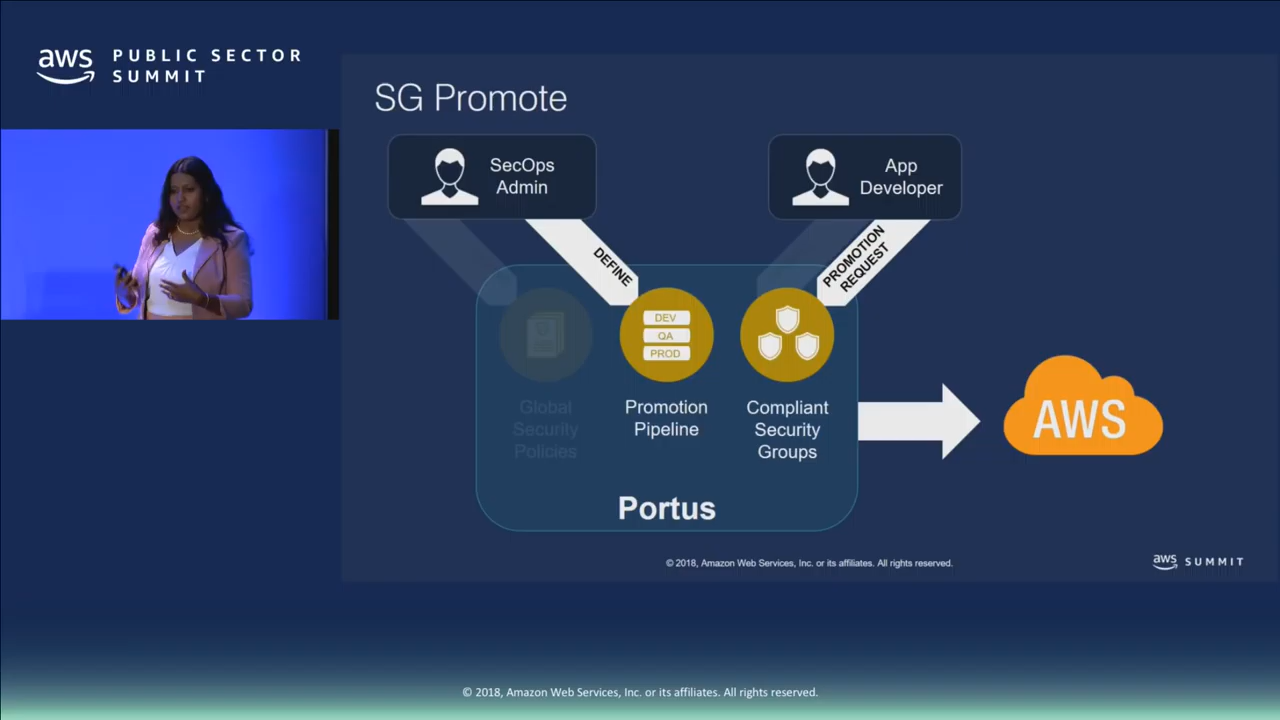 aws PUBLIC SECTOR
SUMMIT
SG Promote
SecOps
Admin
App
Developer
DEFINE
PROMOTION
REQUEST
DEV
QA
PROD
Global
Security
Policies
Promotion
Pipeline
Compliant
Security
Groups
AWS
Portus
© 2018, Amazon Web Services, Inc. or its affiliates. All rights reserved.
aws SUMMIT
© 2018, Amazon Web Services, Inc. or its affiliates. All rights reserved.